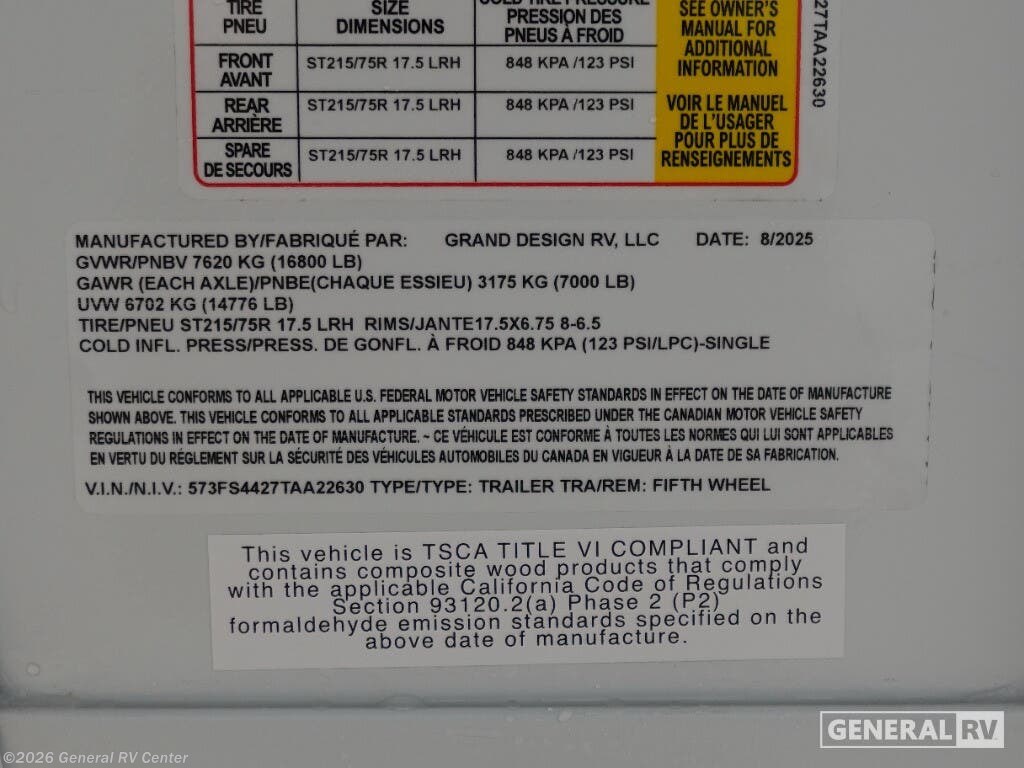 TIRE SIZE
PNEU DIMENSIONS PRESSION DES
PNEUS À FROID
FRONT ST215/75R 17.5 LRH 848 KPA /123 PSI
AVANT
REAR ST215/75R 17.5 LRH 848 KPA /123 PSI
ARRIÈRE
SPARE ST215/75R 17.5 LRH 848 KPA /123 PSI
DE SECOURS
SEE OWNER'S
MANUAL FOR
ADDITIONAL
INFORMATION
VOIR LE MANUEL
DE L'USAGER
POUR PLUS DE
RENSEIGNEMENTS
27TAA22630
MANUFACTURED BY/FABRIQUÉ PAR: GRAND DESIGN RV, LLC DATE: 8/2025
GVWR/PNBV 7620 KG (16800 LB)
GAWR (EACH AXLE)/PNBE(CHAQUE ESSIEU) 3175 KG (7000 LB)
UVW 6702 KG (14776 LB)
TIRE/PNEU ST215/75R 17.5 LRH RIMS/JANTE17.5X6.75 8-6.5
COLD INFL. PRESS/PRESS. DE GONFL. À FROID 848 KPA (123 PSI/LPC)-SINGLE
THIS VEHICLE CONFORMS TO ALL APPLICABLE U.S. FEDERAL MOTOR VEHICLE SAFETY STANDARDS IN EFFECT ON THE DATE OF MANUFACTURE
SHOWN ABOVE. THIS VEHICLE CONFORMS TO ALL APPLICABLE STANDARDS PRESCRIBED UNDER THE CANADIAN MOTOR VEHICLE SAFETY
REGULATIONS IN EFFECT ON THE DATE OF MANUFACTURE. ~ CE VÉHICULE EST CONFORME À TOUTES LES NORMES QUI LUI SONT APPLICABLES
EN VERTU DU RÉGLEMENT SUR LA SÉCURITÉ DES VÉHICULES AUTOMOBILES DU CANADA EN VIGUEUR À LA DATE DE SA FABRICATION.
V.I.N./N.I.V.: 573FS4427TAA22630 TYPE/TYPE: TRAILER TRA/REM: FIFTH WHEEL
This vehicle is TSCA TITLE VI COMPLIANT and
contains composite wood products that comply
with the applicable California Code of Regulations
Section 93120.2(a) Phase 2 (P2)
formaldehyde emission standards specified on the
above date of manufacture.
GENERAL RV
©2026 General RV Center